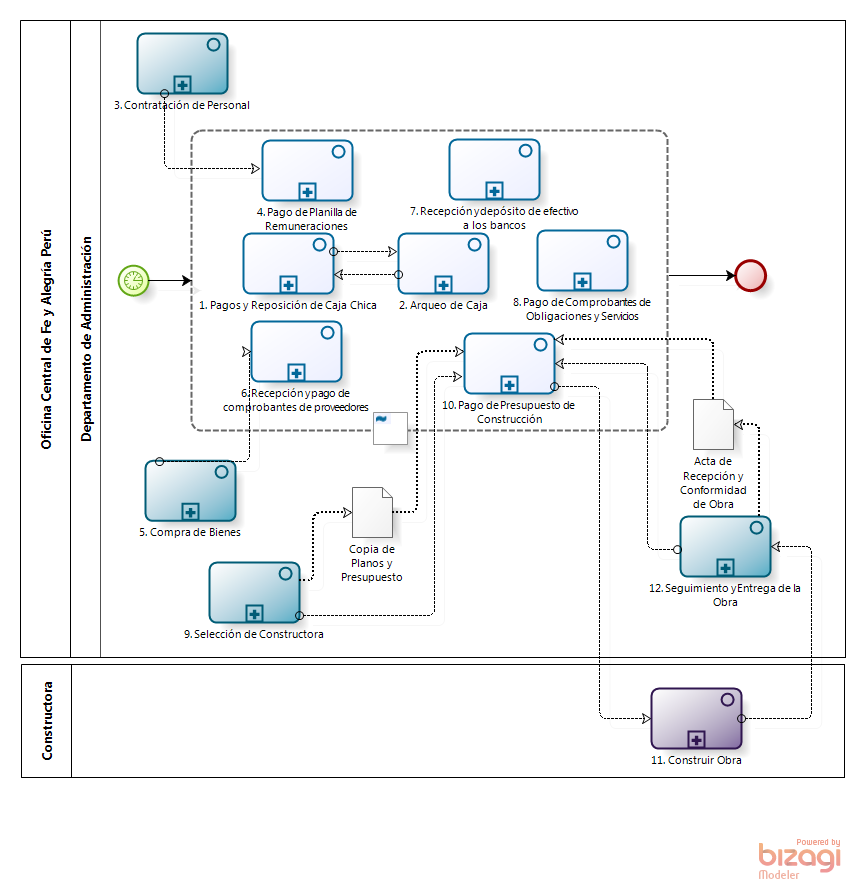 Oficina Central de Fe y Alegría Perú
Departamento de Administración
3. Contratación de Personal
4. Pago de Planilla de
Remuneraciones
7. Recepción y depósito de efectivo
a los bancos
1. Pagos y Reposición de Caja Chica
2. Arqueo de Caja
8. Pago de Comprobantes de
Obligaciones y Servicios
6. Recepción y pago de
comprobantes de proveedores
10. Pago de Presupuesto de
Construcción
Acta de
Recepción y
Conformidad
de Obra
5. Compra de Bienes
Copia de
Planos y
Presupuesto
12. Seguimiento y Entrega de la
Obra
9. Selección de Constructora
Constructora
11. Construir Obra
Powered by
bizagi
Modeler